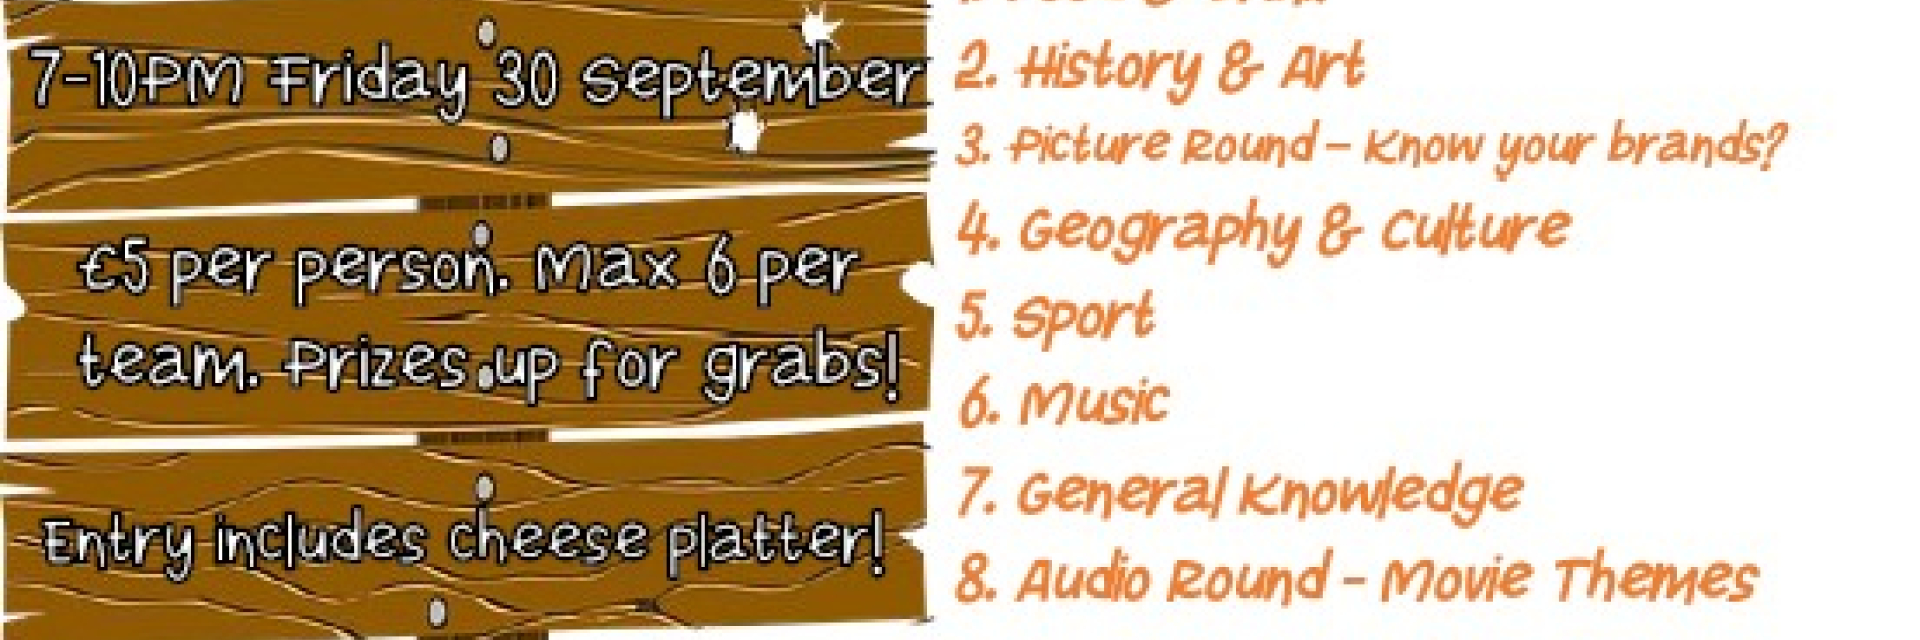 7-10PM Friday 30 September
£5 per person. Max 6 per
team. Prizes up for grabs!
Entry includes cheese platter!
2. History & Art
3. Picture Round – Know your brands?
4. Geography & Culture
5. Sport
6. Music
7. General Knowledge
8. Audio Round - Movie Themes